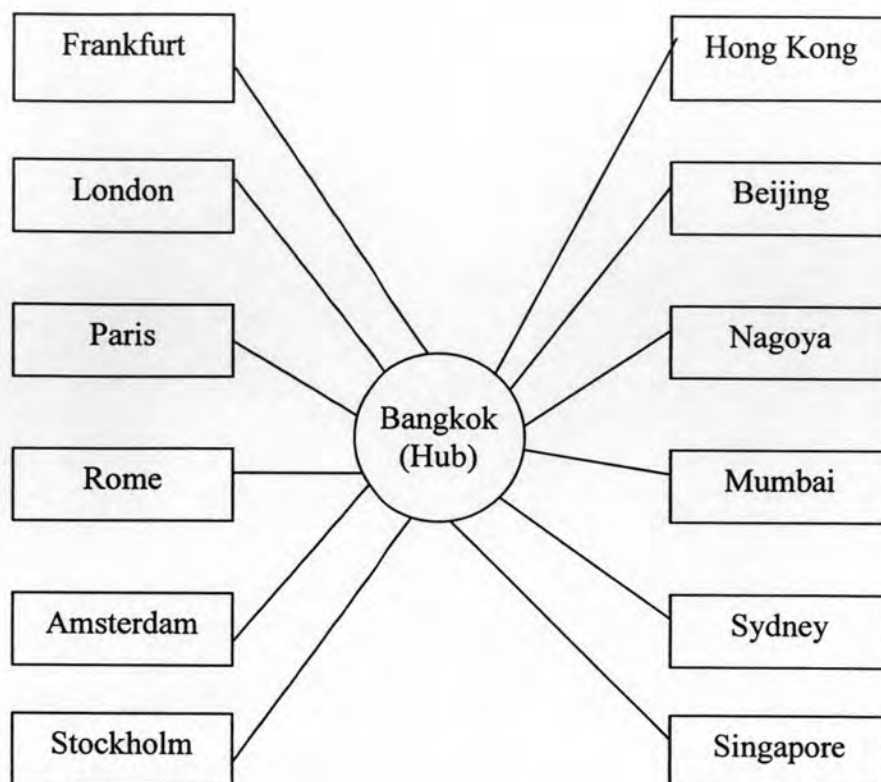 Frankfurt
London
Paris
Rome
Amsterdam
Stockholm
Bangkok
(Hub)
Hong Kong
Beijing
Nagoya
Mumbai
Sydney
Singapore